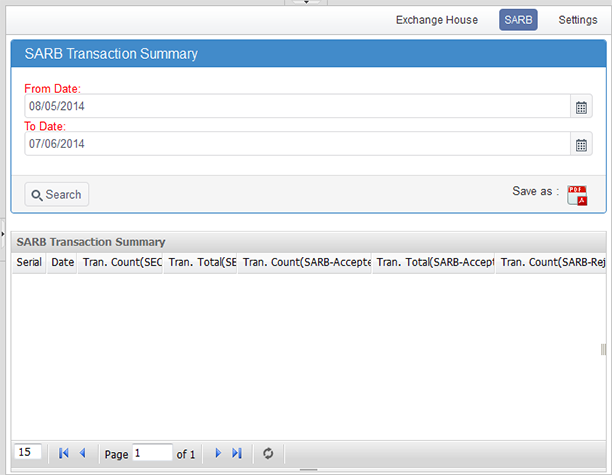 Exchange House SARB Settings
SARB Transaction Summary
From Date:
08/05/2014
To Date:
07/06/2014
Search Save as : PDF
SARB Transaction Summary
Serial Date Tran. Count(SEC Tran. Total(SE Tran. Count(SARB-Accepte Tran. Total(SARB-Accept Tran. Count(SARB-Rej
15 Page 1 of 1